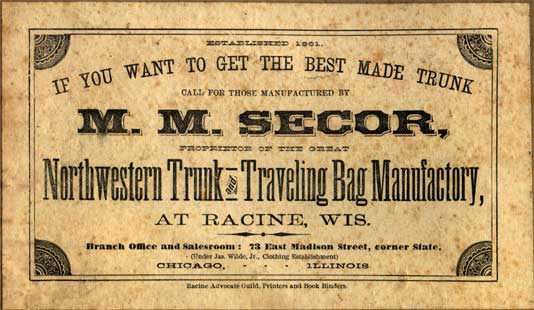 ESTABLISHED 1861.
IF YOU WANT TO GET THE BEST MADE TRUNK
CALL FOR THOSE MANUFACTURED BY
M. M. SECOR,
PROPRIETOR OF THE GREAT
Northwestern Trunk and Traveling Bag Manufactory,
AT RACINE, WIS.
Branch Office and Salesroom: 73 East Madison Street, corner State,
(Under Jas. Wilde, Jr., Clothing Establishment)
CHICAGO, - - - ILLINOIS
Racine Advocate Guild, Printers and Book Binders.